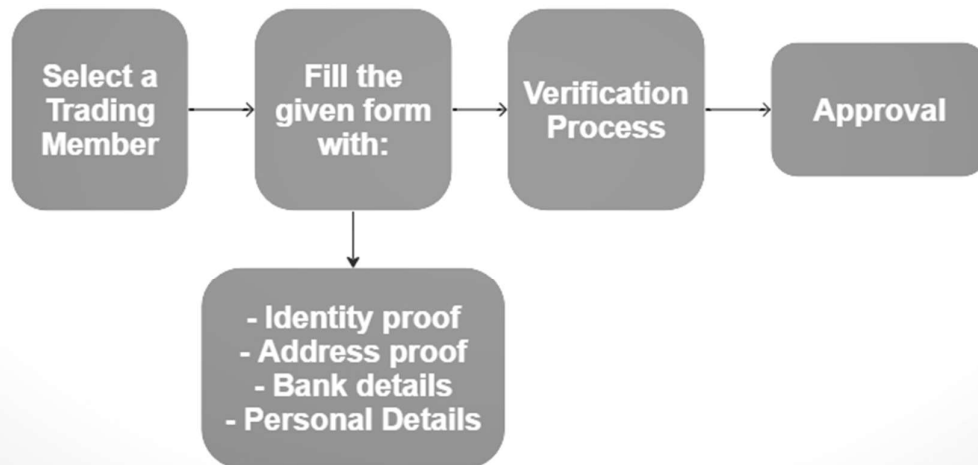 Select a
Trading
Member
Fill the
given form
with:
Verification
Process
Approval
- Identity proof
- Address proof
- Bank details
- Personal Details